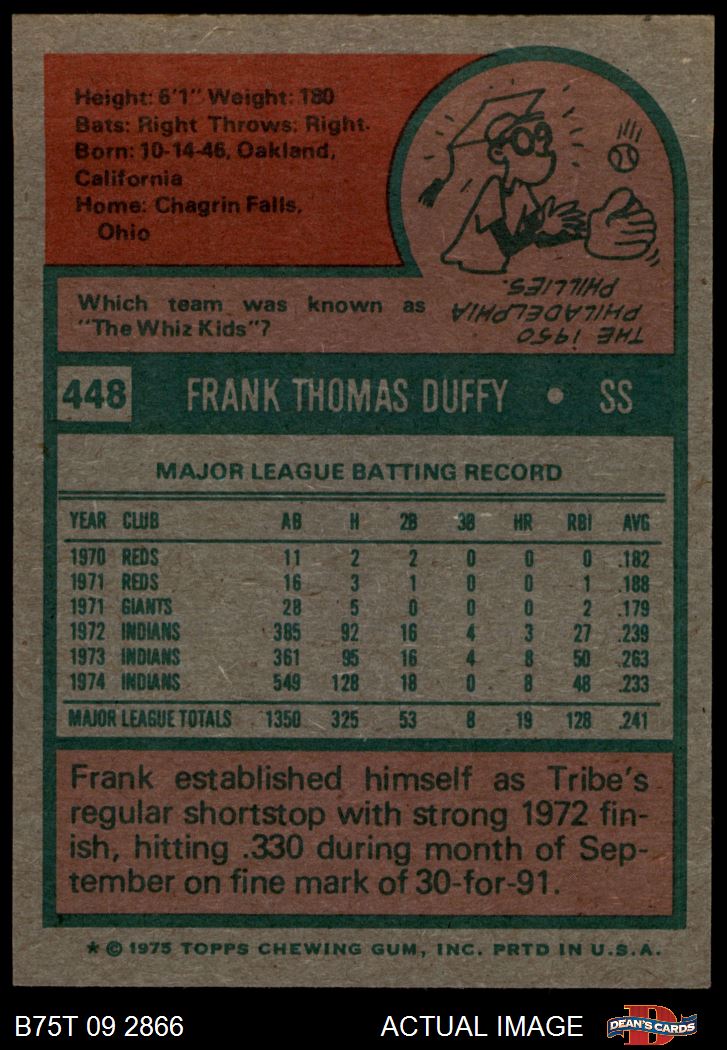 Height: 6'1" Weight: 180
Bats: Right Throws: Right.
Born: 10-14-46, Oakland,
California
Home: Chagrin Falls,
Ohio
Which team was known as
"The Whiz Kids"?
THE 1950
PHILADELPHIA
PHILLIES.
448 FRANK THOMAS DUFFY • SS
MAJOR LEAGUE BATTING RECORD
YEAR CLUB AB H 2B 3B HR RBI AVG
1970 REDS 11 2 2 0 0 0 .182
1971 REDS 16 3 1 0 0 1 .188
1971 GIANTS 28 5 0 0 0 2 .179
1972 INDIANS 385 92 16 4 3 27 .239
1973 INDIANS 361 95 16 4 8 50 .263
1974 INDIANS 549 128 18 0 8 48 .233
MAJOR LEAGUE TOTALS 1350 325 53 8 19 128 .241
Frank established himself as Tribe's
regular shortstop with strong 1972 fin-
ish, hitting .330 during month of Sep-
tember on fine mark of 30-for-91.
* © 1975 TOPPS CHEWING GUM, INC. PRTD IN U.S.A.
B75T 09 2866 ACTUAL IMAGE D DEAN'S CARDS